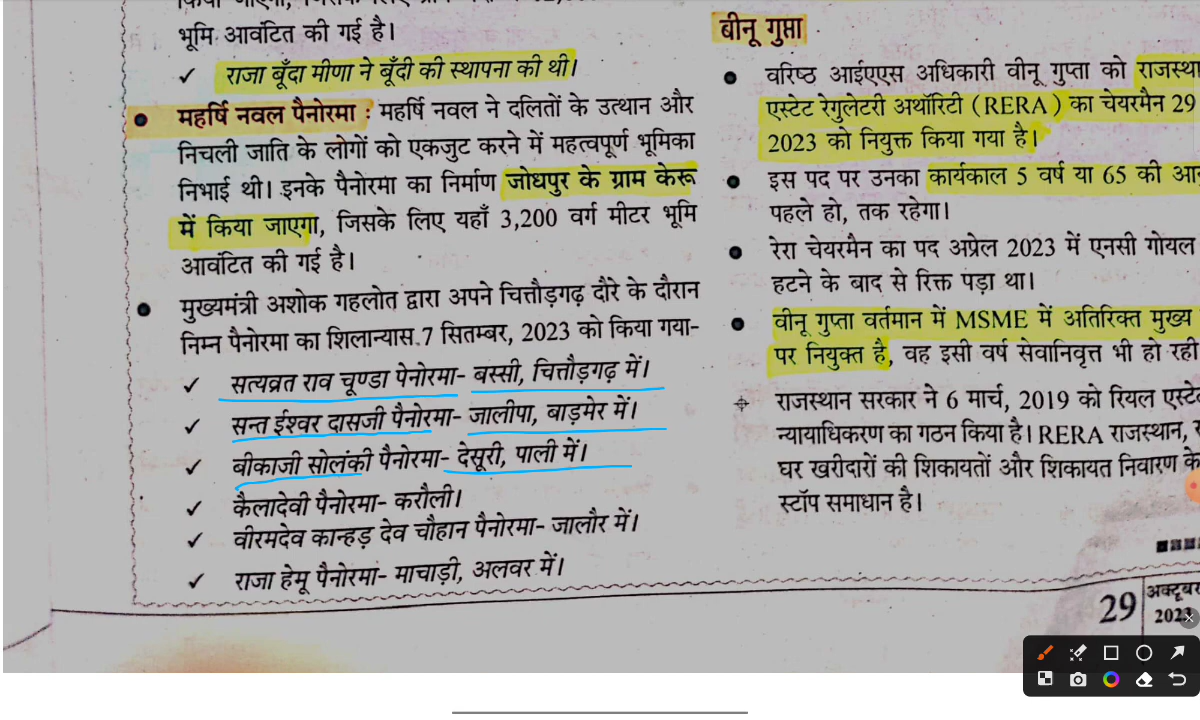 भूमि आवंटित की गई है।
✓ राजा बूँदा मीणा ने बूँदी की स्थापना की थी।
● महर्षि नवल पैनोरमा : महर्षि नवल ने दलितों के उत्थान और
निचली जाति के लोगों को एकजुट करने में महत्वपूर्ण भूमिका
निभाई थी। इनके पैनोरमा का निर्माण जोधपुर के ग्राम केरू
में किया जाएगा, जिसके लिए यहाँ 3,200 वर्ग मीटर भूमि
आवंटित की गई है।
● मुख्यमंत्री अशोक गहलोत द्वारा अपने चित्तौड़गढ़ दौरे के दौरान
निम्न पैनोरमा का शिलान्यास 7 सितम्बर, 2023 को किया गया-
✓ सत्यव्रत राव चूण्डा पेनोरमा- बस्सी, चित्तौड़गढ़ में।
✓ सन्त ईश्वर दासजी पैनोरमा- जालीपा, बाड़मेर में।
✓ बीकाजी सोलंकी पैनोरमा- देसूरी, पाली में।
✓ कैलादेवी पैनोरमा- करौली।
✓ वीरमदेव कान्हड़ देव चौहान पैनोरमा- जालौर में।
✓ राजा हेमू पैनोरमा- माचाड़ी, अलवर में।
बीनू गुप्ता
● वरिष्ठ आईएएस अधिकारी वीनू गुप्ता को
एस्टेट रेगुलेटरी अथॉरिटी (RERA) का चेयरमैन 29
2023 को नियुक्त किया गया है।
● इस पद पर उनका कार्यकाल 5 वर्ष या 65 की
पहले हो, तक रहेगा।
● रेरा चेयरमैन का पद अप्रेल 2023 में एनसी गोयल
हटने के बाद से रिक्त पड़ा था।
● वीनू गुप्ता वर्तमान में MSME में अतिरिक्त मुख्य
पर नियुक्त है, वह इसी वर्ष सेवानिवृत्त भी हो रही
राजस्थान सरकार ने 6 मार्च, 2019 को रियल
न्यायाधिकरण का गठन किया है। RERA राजस्थान,
घर खरीदारों की शिकायतों और शिकायत निवारण के
स्टॉप समाधान है।
29
2023